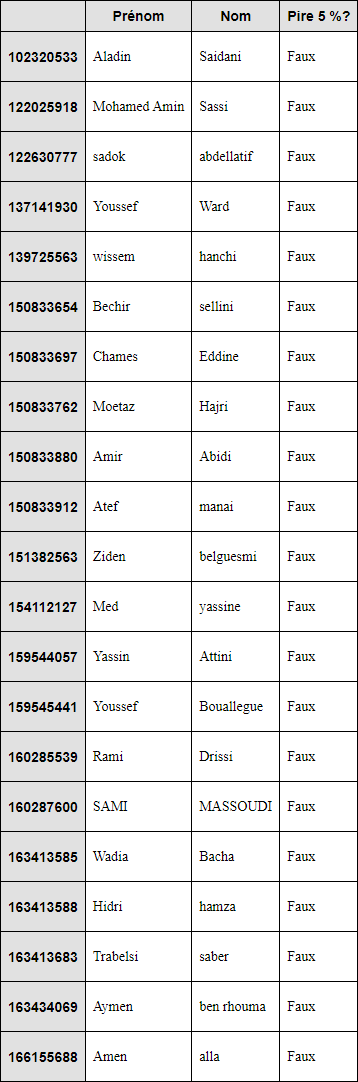 Prénom Nom Pire 5 %?
102320533 Aladin Saidani Faux
122025918 Mohamed Amin Sassi Faux
122630777 sadok abdellatif Faux
137141930 Youssef Ward Faux
139725563 wissem hanchi Faux
150833654 Bechir sellini Faux
150833697 Chames Eddine Faux
150833762 Moetaz Hajri Faux
150833880 Amir Abidi Faux
150833912 Atef manai Faux
151382563 Ziden belguesmi Faux
154112127 Med yassine Faux
159544057 Yassin Attini Faux
159545441 Youssef Bouallegue Faux
160285539 Rami Drissi Faux
160287600 SAMI MASSOUDI Faux
163413585 Wadia Bacha Faux
163413588 Hidri hamza Faux
163413683 Trabelsi saber Faux
163434069 Aymen ben rhouma Faux
166155688 Amen alla Faux